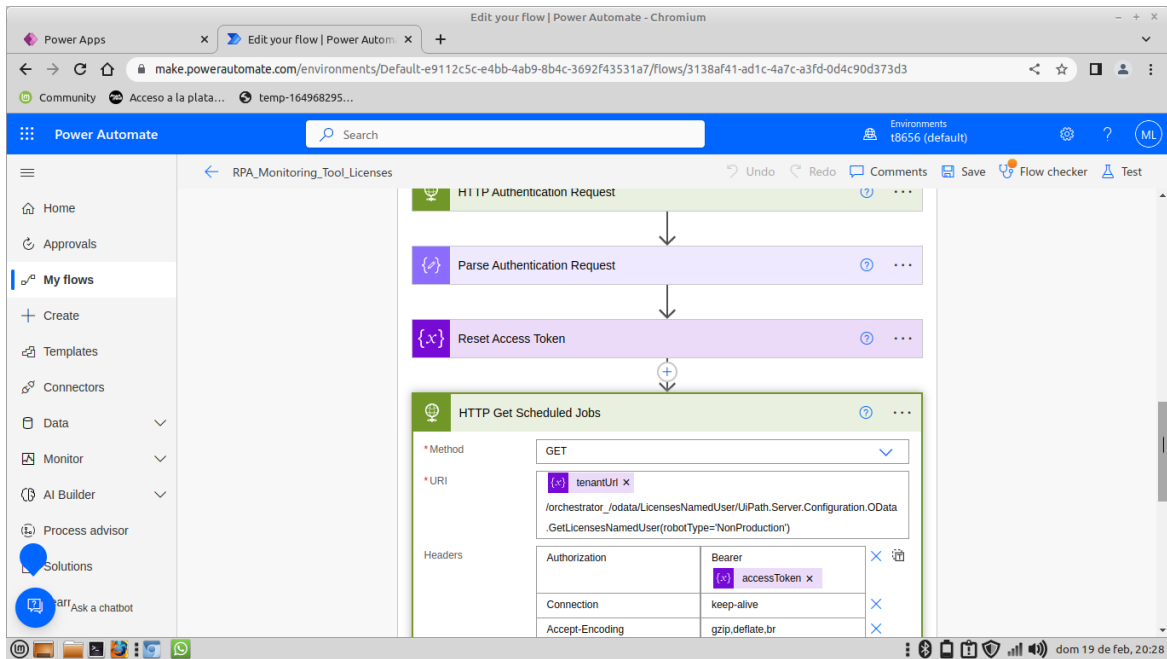 Edit your flow | Power Automate - Chromium
Power Apps
Edit your flow | Power Autom
make.powerautomate.com/environments/Default-e9112c5c-e4bb-4ab9-8b4c-3692f43531a7/flows/3138af41-ad1c-4a7c-a3fd-0d4c90d373d3
Community Acceso a la plata... temp-164968295...
Power Automate
Search
Environments
t8656 (default)
ML
RPA_Monitoring_Tool_Licenses
Undo Redo Comments Save Flow checker Test
Home
Approvals
My flows
Create
Templates
Connectors
Data
Monitor
AI Builder
Process advisor
Solutions
Ask a chatbot
HTTP Authentication Request
Parse Authentication Request
Reset Access Token
HTTP Get Scheduled Jobs
*Method GET
*URI {x} tenantUrl
/orchestrator_/odata/LicensesNamedUser/UiPath.Server.Configuration.OData
.GetLicensesNamedUser(robotType='NonProduction')
Headers Authorization Bearer
{x} accessToken
Connection keep-alive
Accept-Encoding gzip,deflate,br
dom 19 de feb, 20:28